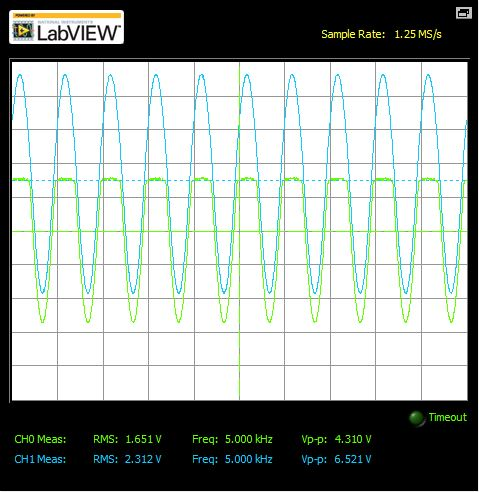 POWERED BY
NATIONAL INSTRUMENTS
LabVIEW™
Sample Rate: 1.25 MS/s
Timeout
CH0 Meas: RMS: 1.651 V Freq: 5.000 kHz Vp-p: 4.310 V
CH1 Meas: RMS: 2.312 V Freq: 5.000 kHz Vp-p: 6.521 V